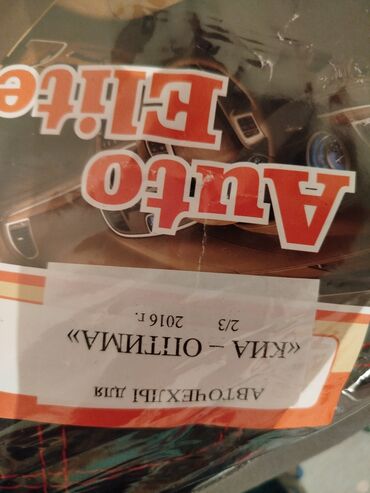 АВТОЧЕХЛЫ для
«КИА – ОПТИМА»
2/3 2016 г.
Auto
Elite